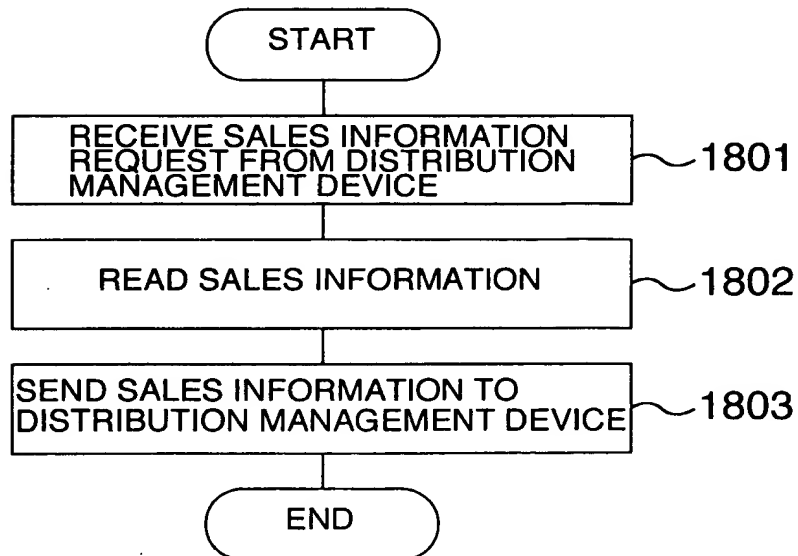 START
RECEIVE SALES INFORMATION
REQUEST FROM DISTRIBUTION
MANAGEMENT DEVICE
1801
READ SALES INFORMATION
1802
SEND SALES INFORMATION TO
DISTRIBUTION MANAGEMENT DEVICE
1803
END